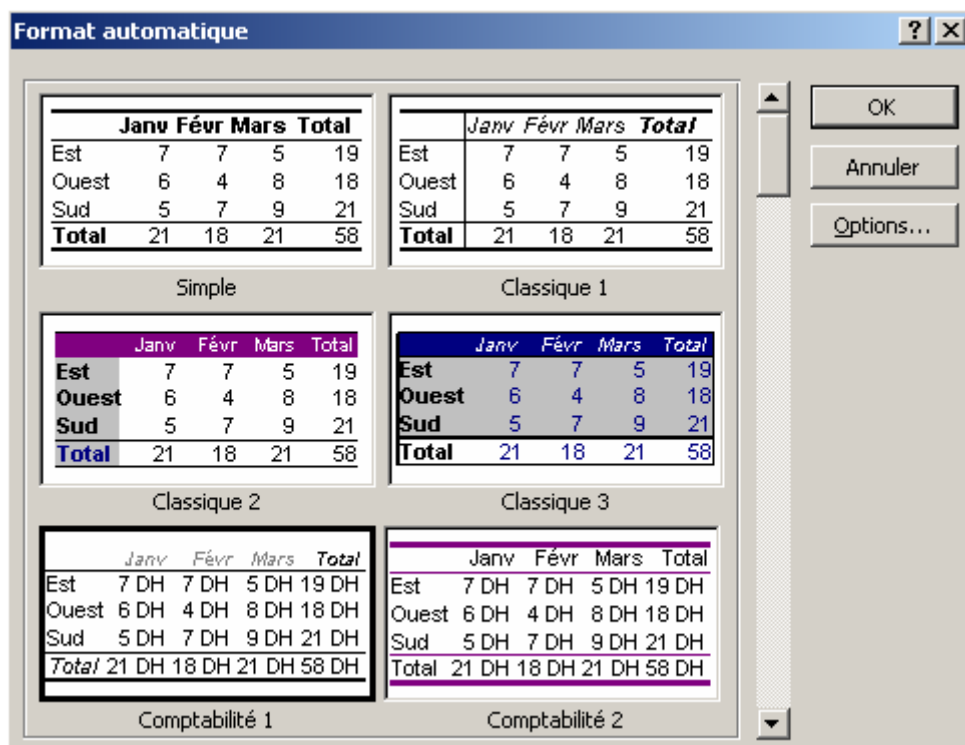 Format automatique
Janv Févr Mars Total
Est 7 7 5 19
Ouest 6 4 8 18
Sud 5 7 9 21
Total 21 18 21 58
Simple
Janv Févr Mars Total
Est 7 7 5 19
Ouest 6 4 8 18
Sud 5 7 9 21
Total 21 18 21 58
Classique 1
Janv Févr Mars Total
Est 7 7 5 19
Ouest 6 4 8 18
Sud 5 7 9 21
Total 21 18 21 58
Classique 2
Janv Févr Mars Total
Est 7 7 5 19
Ouest 6 4 8 18
Sud 5 7 9 21
Total 21 18 21 58
Classique 3
Janv Févr Mars Total
Est 7 DH 7 DH 5 DH 19 DH
Ouest 6 DH 4 DH 8 DH 18 DH
Sud 5 DH 7 DH 9 DH 21 DH
Total 21 DH 18 DH 21 DH 58 DH
Comptabilité 1
Janv Févr Mars Total
Est 7 DH 7 DH 5 DH 19 DH
Ouest 6 DH 4 DH 8 DH 18 DH
Sud 5 DH 7 DH 9 DH 21 DH
Total 21 DH 18 DH 21 DH 58 DH
Comptabilité 2
OK
Annuler
Options...